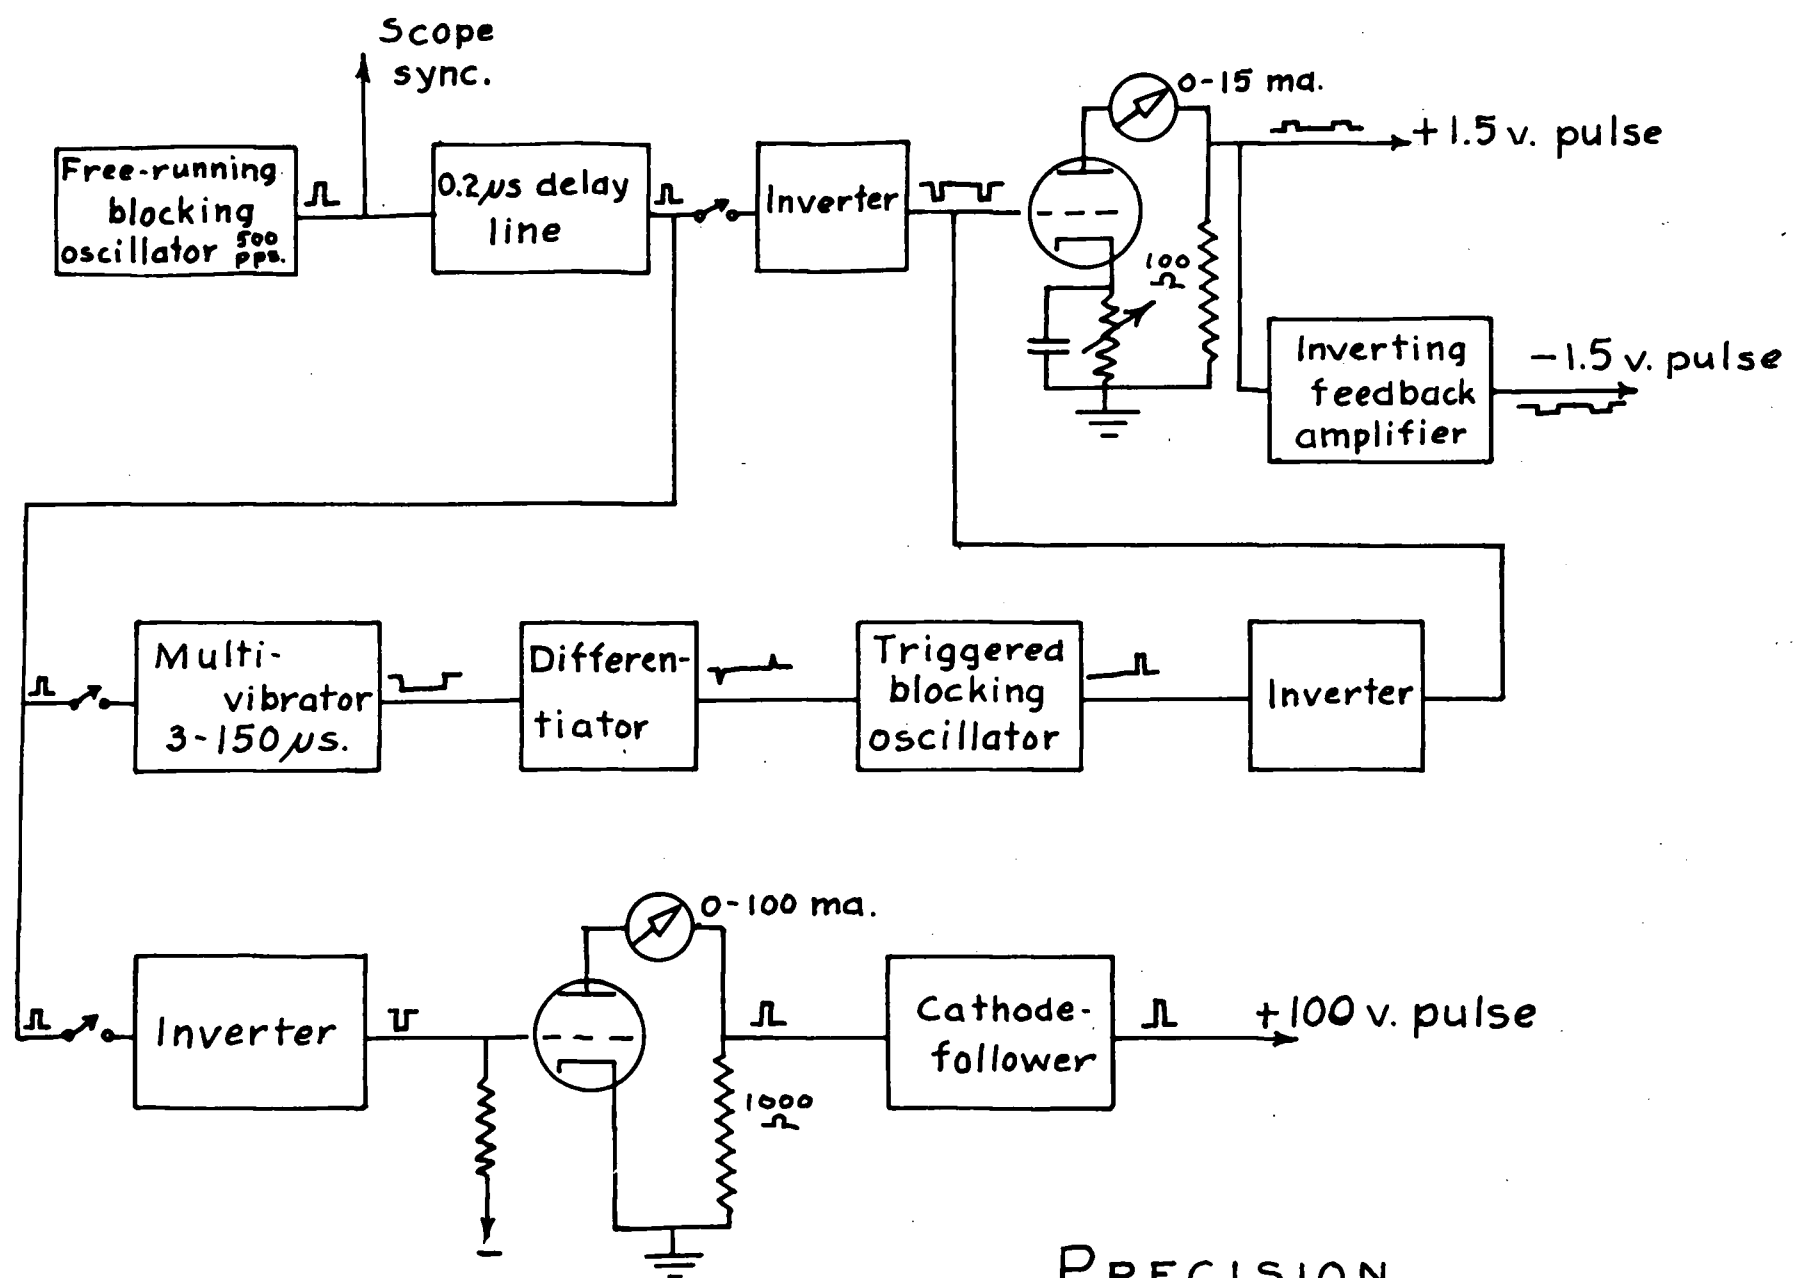 Scope
sync.
Free-running
blocking
oscillator 500
pps.
0.2μs delay
line
Inverter
0-15 ma.
+1.5 v. pulse
100
Ω
Inverting
feedback
amplifier
-1.5 v. pulse
Multi-
vibrator
3-150 μs.
Differen-
tiator
Triggered
blocking
oscillator
Inverter
0-100 ma.
Inverter
1000
Ω
Cathode-
follower
+100 v. pulse
PRECISION